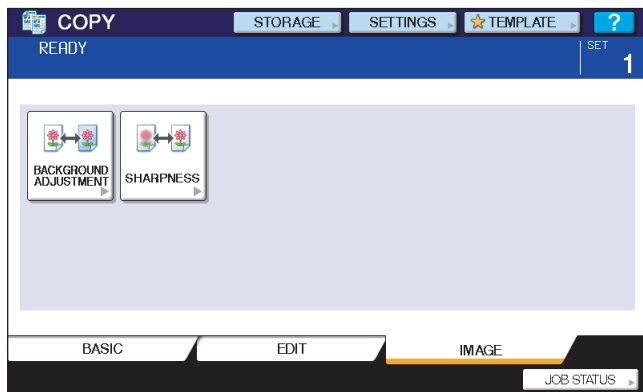 COPY
STORAGE
SETTINGS
TEMPLATE
?
READY
SET
1
BACKGROUND
ADJUSTMENT
SHARPNESS
BASIC
EDIT
IMAGE
JOB STATUS